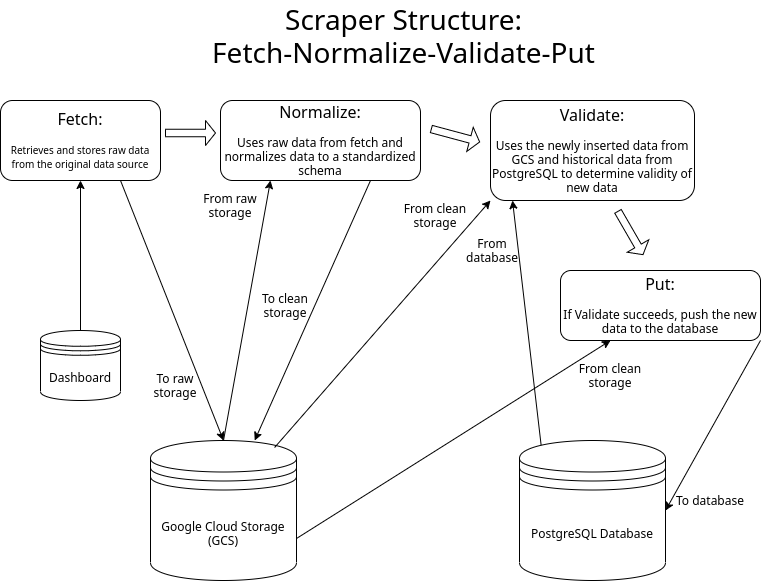 Scraper Structure:
Fetch-Normalize-Validate-Put
Fetch:
Retrieves and stores raw data
from the original data source
Normalize:
Uses raw data from fetch and
normalizes data to a standardized
schema
Validate:
Uses the newly inserted data from
GCS and historical data from
PostgreSQL to determine validity of
new data
From raw
storage
From clean
storage
From
database
Put:
If Validate succeeds, push the new
data to the database
To clean
storage
Dashboard
To raw
storage
From clean
storage
Google Cloud Storage
(GCS)
PostgreSQL Database
To database